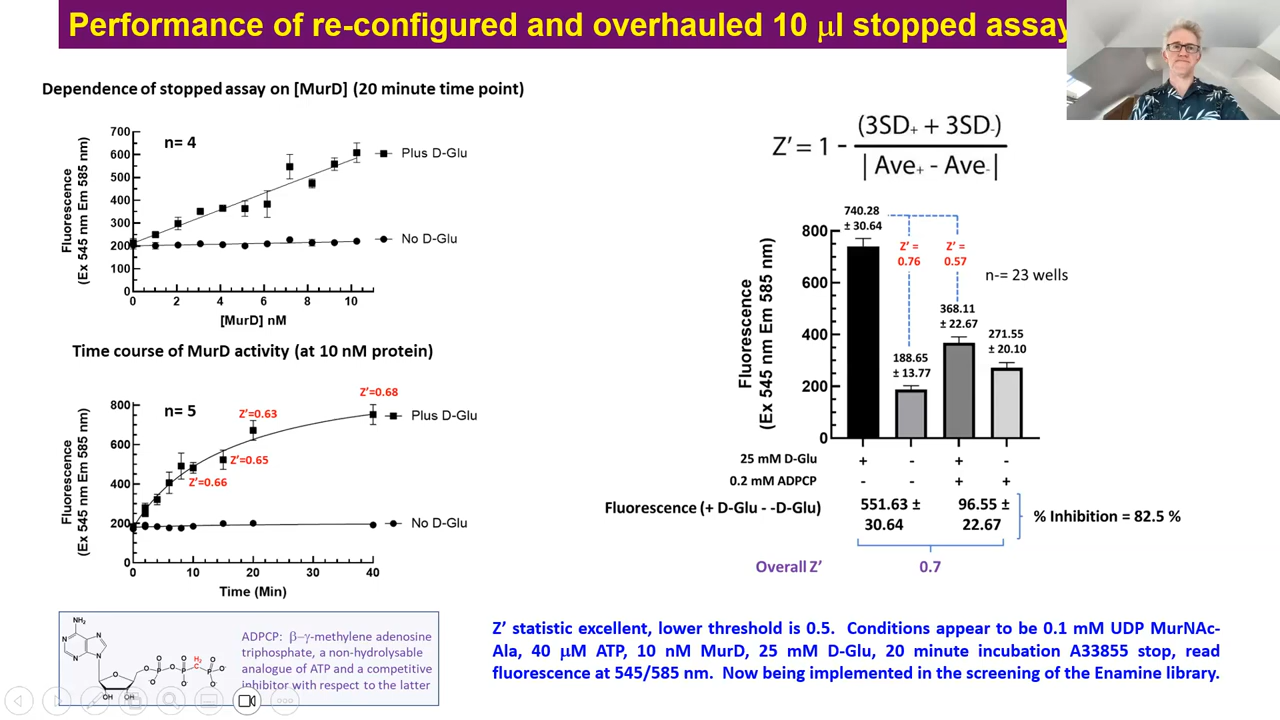 Performance of re-configured and overhauled 10 μl stopped assay
Dependence of stopped assay on [MurD] (20 minute time point)
Fluorescence
(Ex 545 nm Em 585 nm)
700
600
500
400
300
200
100
0
n= 4
Plus D-Glu
No D-Glu
0 2 4 6 8 10
[MurD] nM
Time course of MurD activity (at 10 nM protein)
Fluorescence
(Ex 545 nm Em 585 nm)
800
600
400
200
0
n= 5
Z'=0.68
Z'=0.63
Z'=0.65
Z'=0.66
Plus D-Glu
No D-Glu
0 10 20 30 40
Time (Min)
NH₂
N
N
N
N
O
OH OH
O O O
O P O P C P O⁻
H₂
O⁻ O⁻ O⁻
ADPCP: β–γ-methylene adenosine
triphosphate, a non-hydrolysable
analogue of ATP and a competitive
inhibitor with respect to the latter
Z' = 1 - (3SD₊ + 3SD₋)
| Ave₊ - Ave₋|
Fluorescence
(Ex 545 nm Em 585 nm)
800
600
400
200
0
740.28
± 30.64
Z' =
0.76
Z' =
0.57
n-= 23 wells
188.65
± 13.77
368.11
± 22.67
271.55
± 20.10
25 mM D-Glu + - + -
0.2 mM ADPCP - - + +
Fluorescence (+ D-Glu - -D-Glu) 551.63 ± 96.55 ±
30.64 22.67
% Inhibition = 82.5 %
Overall Z' 0.7
Z' statistic excellent, lower threshold is 0.5. Conditions appear to be 0.1 mM UDP MurNAc-
Ala, 40 μM ATP, 10 nM MurD, 25 mM D-Glu, 20 minute incubation A33855 stop, read
fluorescence at 545/585 nm. Now being implemented in the screening of the Enamine library.